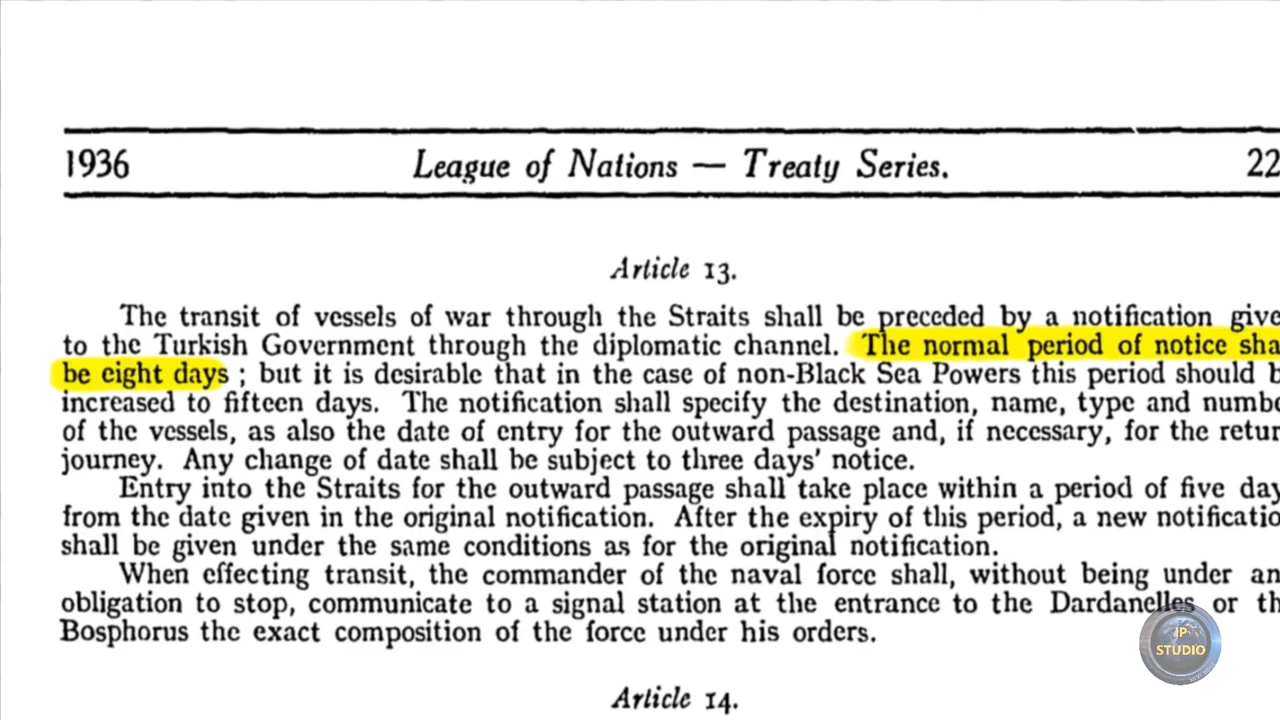 1936 League of Nations — Treaty Series. 22
Article 13.
The transit of vessels of war through the Straits shall be preceded by a notification give
to the Turkish Government through the diplomatic channel. The normal period of notice sha
be eight days ; but it is desirable that in the case of non-Black Sea Powers this period should b
increased to fifteen days. The notification shall specify the destination, name, type and numbe
of the vessels, as also the date of entry for the outward passage and, if necessary, for the retur
journey. Any change of date shall be subject to three days' notice.
Entry into the Straits for the outward passage shall take place within a period of five day
from the date given in the original notification. After the expiry of this period, a new notificatio
shall be given under the same conditions as for the original notification.
When effecting transit, the commander of the naval force shall, without being under an
obligation to stop, communicate to a signal station at the entrance to the Dardanelles or th
Bosphorus the exact composition of the force under his orders.
IP
STUDIO
Article 14.